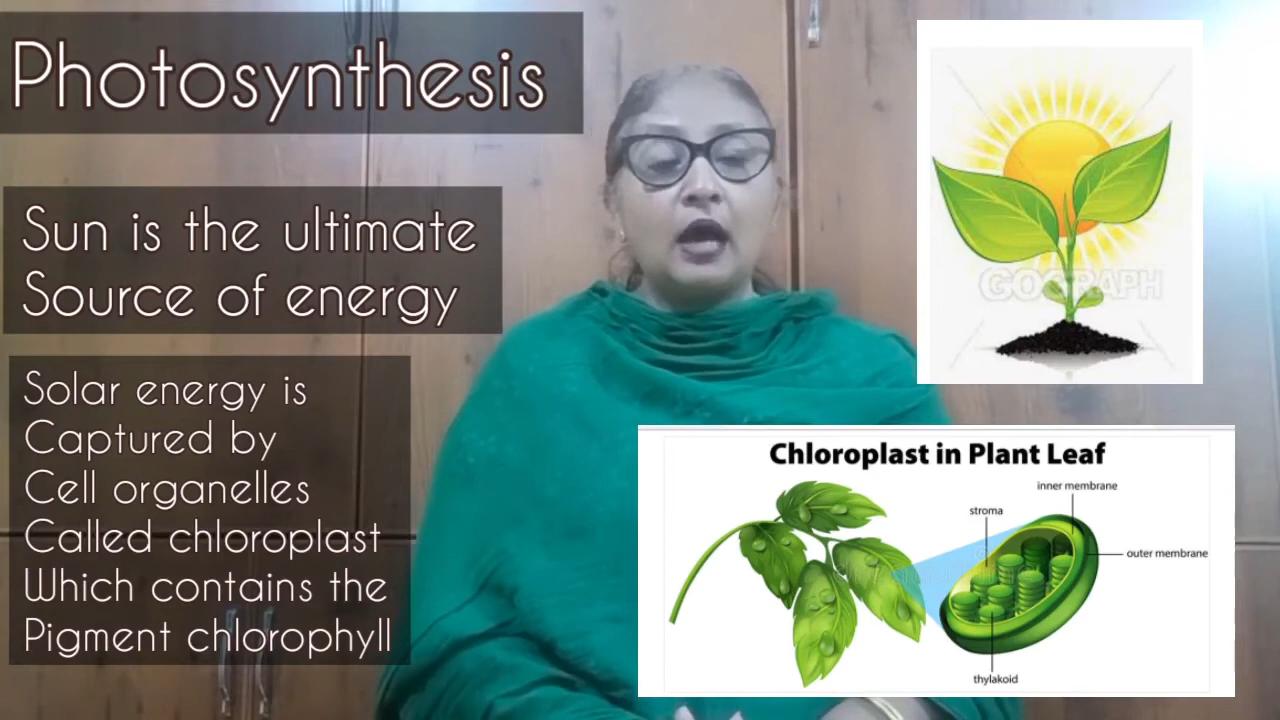 Photosynthesis
Sun is the ultimate
Source of energy
Solar energy is
Captured by
Cell organelles
Called chloroplast
Which contains the
Pigment chlorophyll
GOGRAPH
Chloroplast in Plant Leaf
inner membrane
stroma
outer membrane
thylakoid